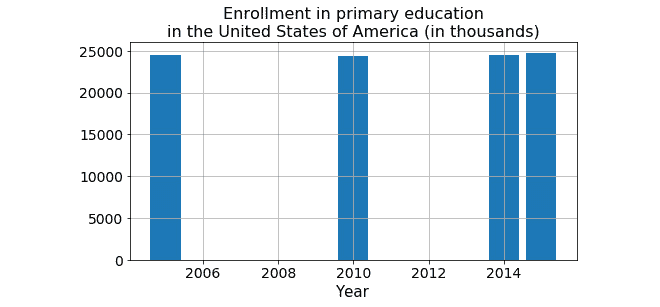 Enrollment in primary education
in the United States of America (in thousands)
25000
20000
15000
10000
5000
0
2006 2008 2010 2012 2014
Year